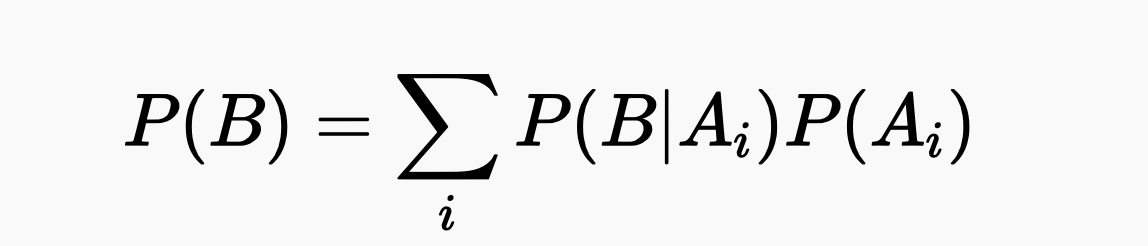 P(B) = ∑_i P(B|A_i)P(A_i)